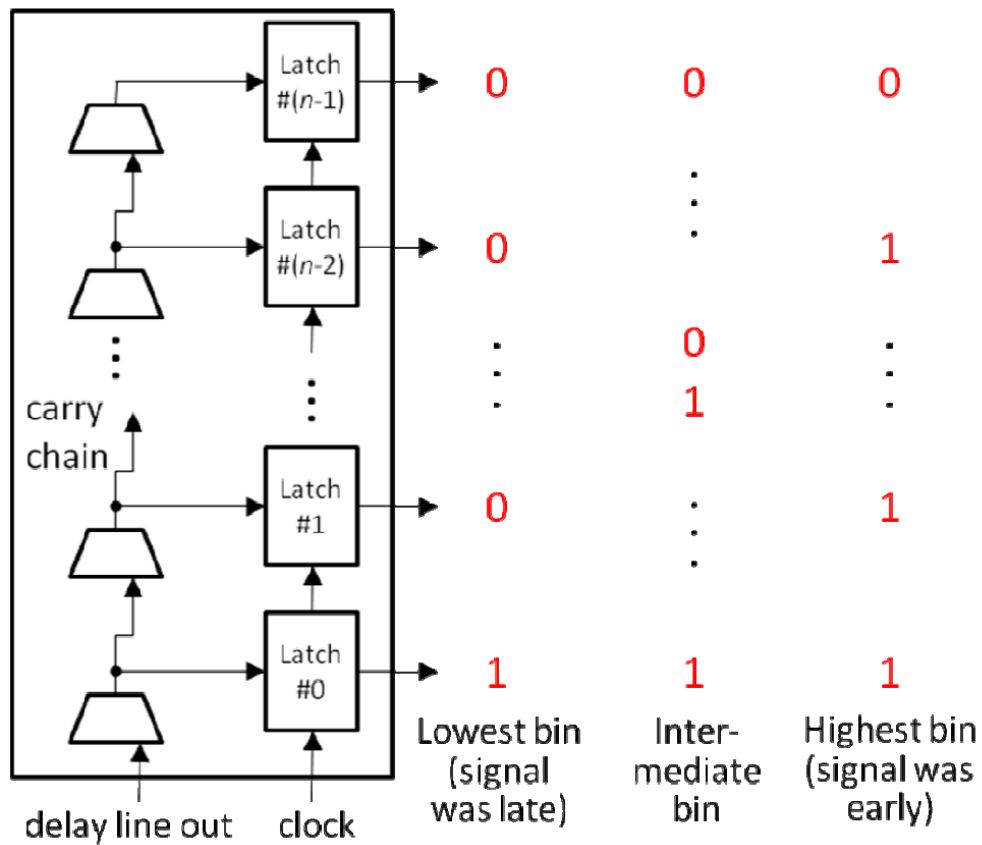 Latch
#(n-1)
0 0 0
Latch
#(n-2)
0 1
0
carry
chain
1
Latch
#1
0 1
Latch
#0
1 1 1
Lowest bin
(signal
was late)
Inter-
mediate
bin
Highest bin
(signal was
early)
delay line out
clock